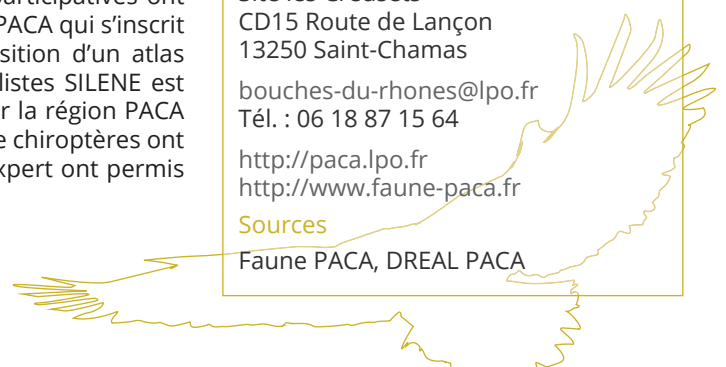 participatives ont
PACA qui s'inscrit
sition d'un atlas
listes SILENE est
r la région PACA
e chiroptères ont
xpert ont permis
CD15 Route de Lançon
13250 Saint-Chamas
bouches-du-rhones@lpo.fr
Tél. : 06 18 87 15 64
http://paca.lpo.fr
http://www.faune-paca.fr
Sources
Faune PACA, DREAL PACA